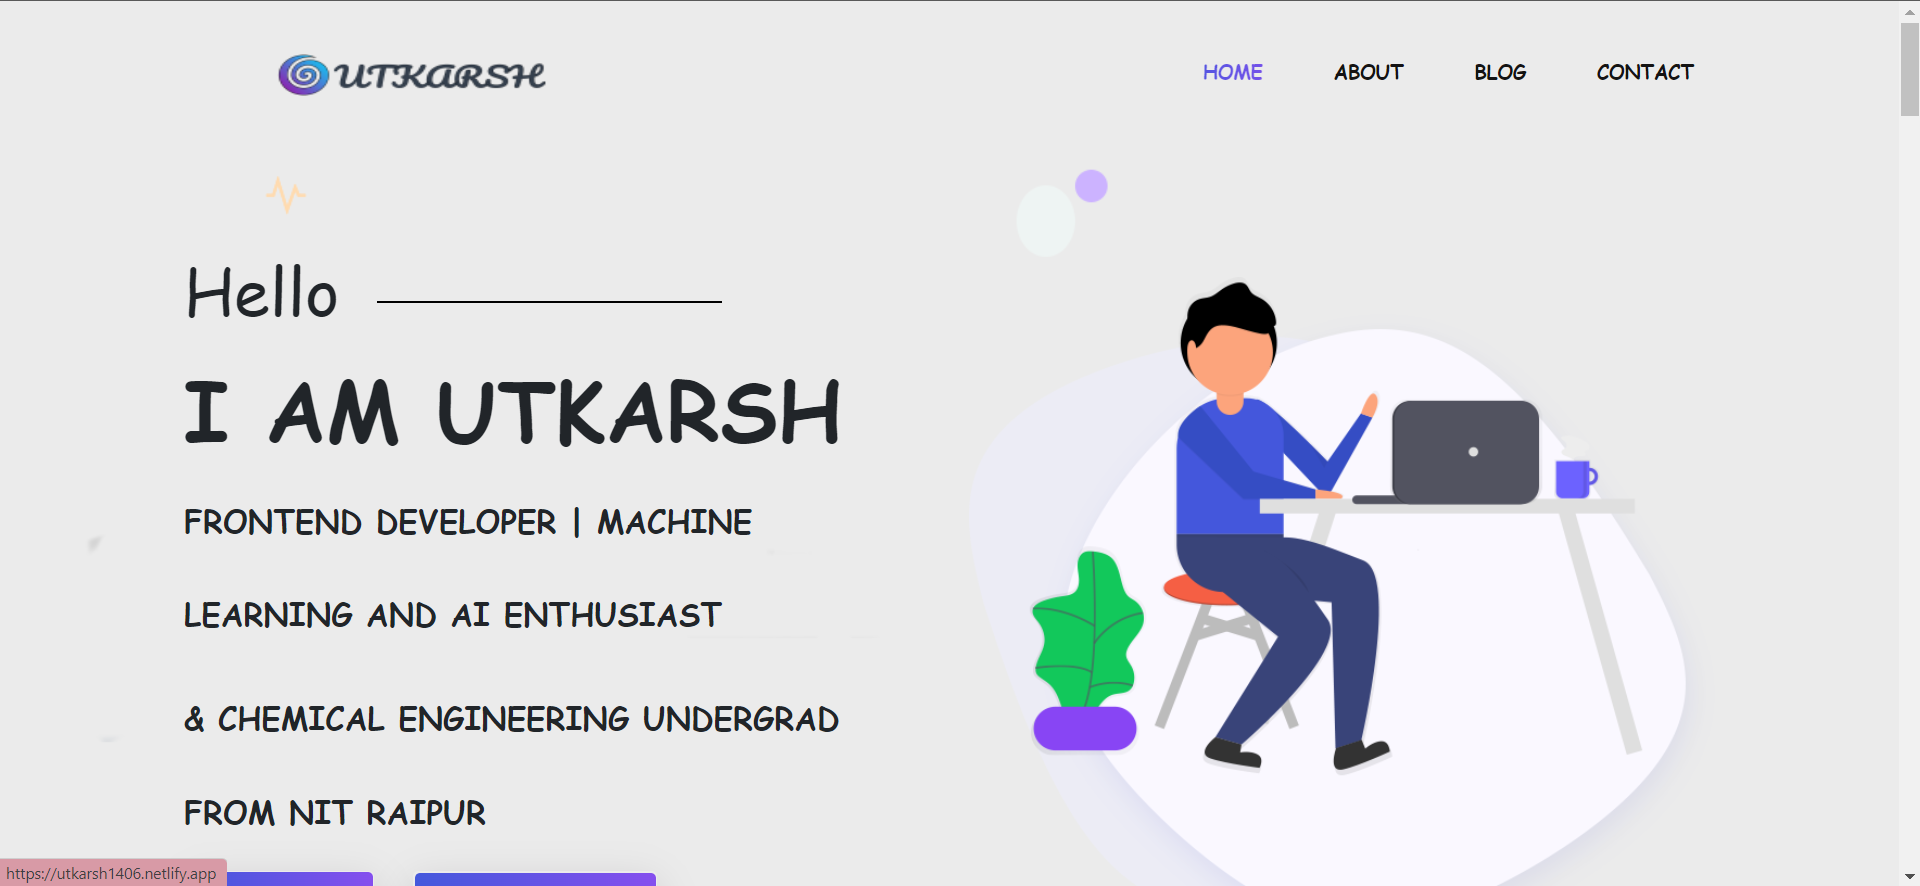 UTKARSH
HOME ABOUT BLOG CONTACT
Hello
I AM UTKARSH
FRONTEND DEVELOPER | MACHINE
LEARNING AND AI ENTHUSIAST
& CHEMICAL ENGINEERING UNDERGRAD
FROM NIT RAIPUR
https://utkarsh1406.netlify.app